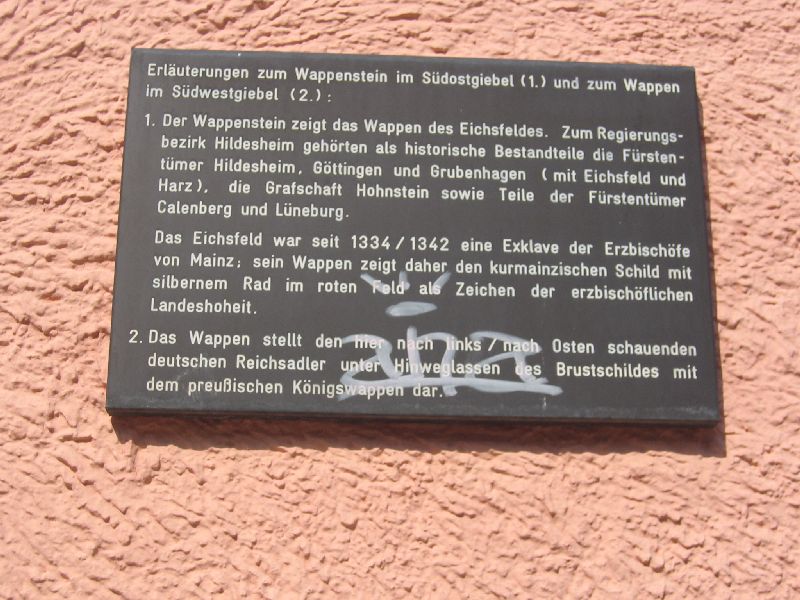 Erläuterungen zum Wappenstein im Südostgiebel (1.) und zum Wappen
im Südwestgiebel (2.):
1. Der Wappenstein zeigt das Wappen des Eichsfeldes. Zum Regierungs-
bezirk Hildesheim gehörten als historische Bestandteile die Fürsten-
tümer Hildesheim, Göttingen und Grubenhagen (mit Eichsfeld und
Harz), die Grafschaft Hohnstein sowie Teile der Fürstentümer
Calenberg und Lüneburg.
Das Eichsfeld war seit 1334/1342 eine Exklave der Erzbischöfe
von Mainz; sein Wappen zeigt daher den kurmainzischen Schild mit
silbernem Rad im roten Feld als Zeichen der erzbischöflichen
Landeshoheit.
2. Das Wappen stellt den hier nach links/nach Osten schauenden
deutschen Reichsadler unter Hinweglassen des Brustschildes mit
dem preußischen Königswappen dar.